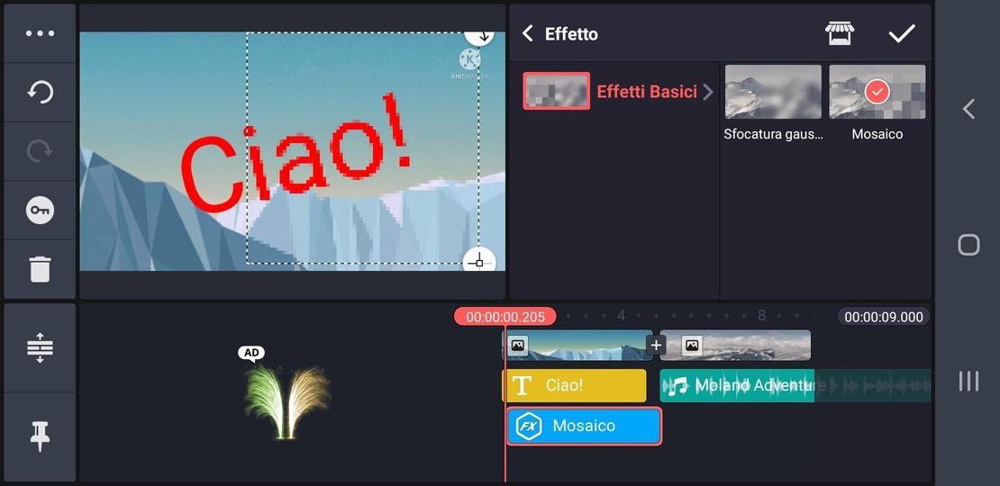 Effetto
Effetti Basici
Sfocatura gaus...
Mosaico
K
KINEMASTER
Ciao!
00:00:00.205
4
8
00:00:09.000
AD
T Ciao!
Moland Adventure
FX Mosaico